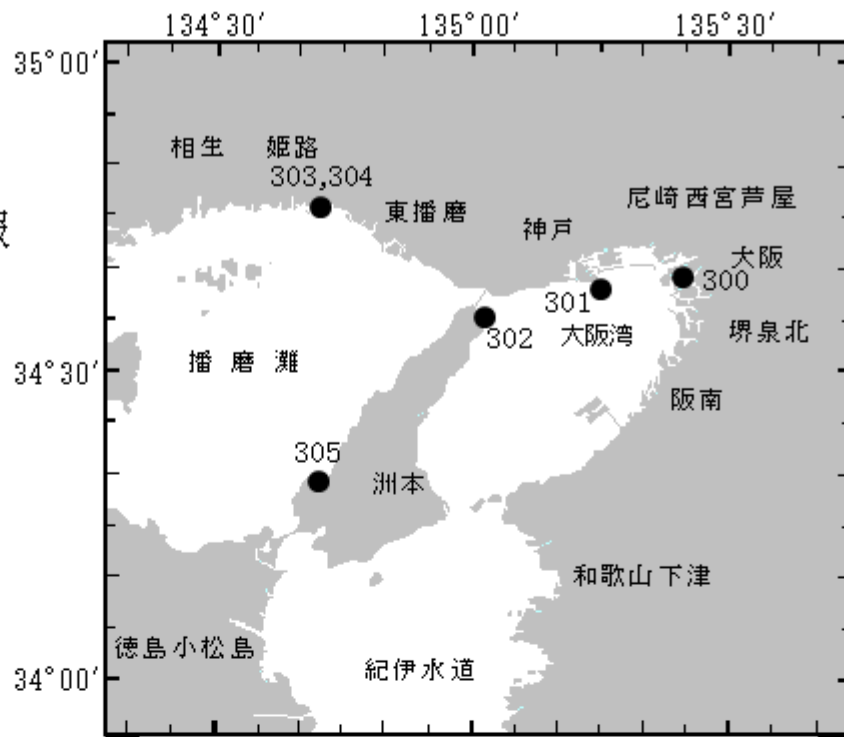 134°30′ 135°00′ 135°30′
35°00′
相生 姫路
303,304
尼崎西宮芦屋
東播磨
神戸
大阪
300
301
302
大阪湾
堺泉北
播磨灘
34°30′
阪南
305
洲本
和歌山下津
徳島小松島
紀伊水道
34°00′